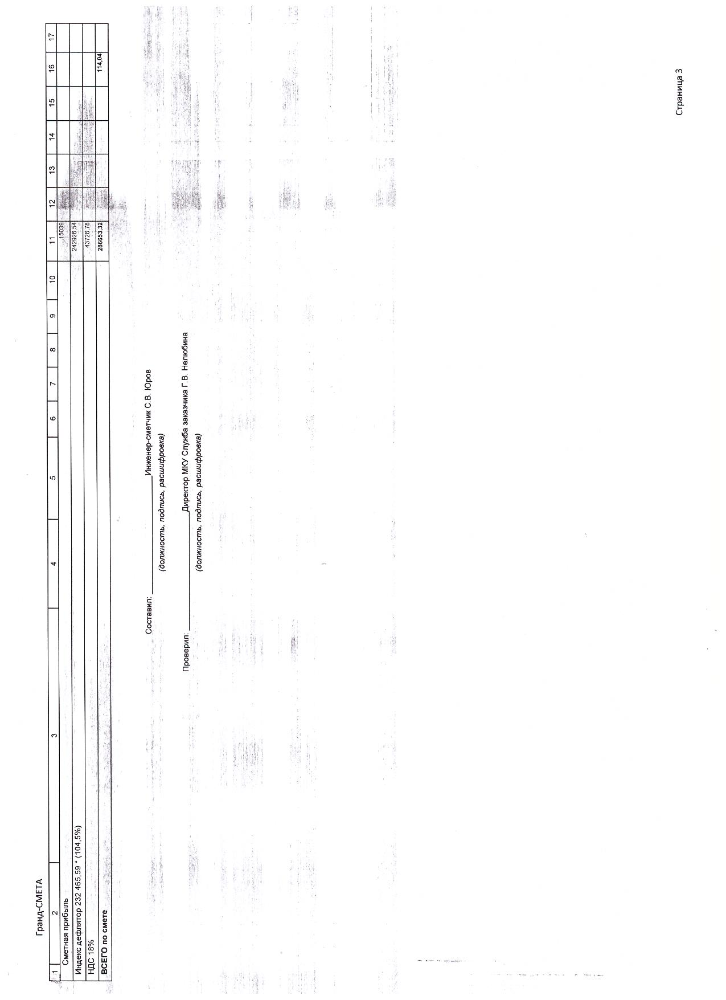 Гранд-СМЕТА
1 2 3 4 5 6 7 8 9 10 11 12 13 14 15 16 17
Сметная прибыль 15039
Индекс дефлятор 232 465,59 * (104,5%) 242926,54
НДС 18% 43726,78
ВСЕГО по смете 286653,32 114,04
Составил: Инженер-сметчик С.В. Юров
(должность, подпись, расшифровка)
Проверил: Директор МКУ Служба заказчика Г.В. Нелюбина
(должность, подпись, расшифровка)
Страница 3